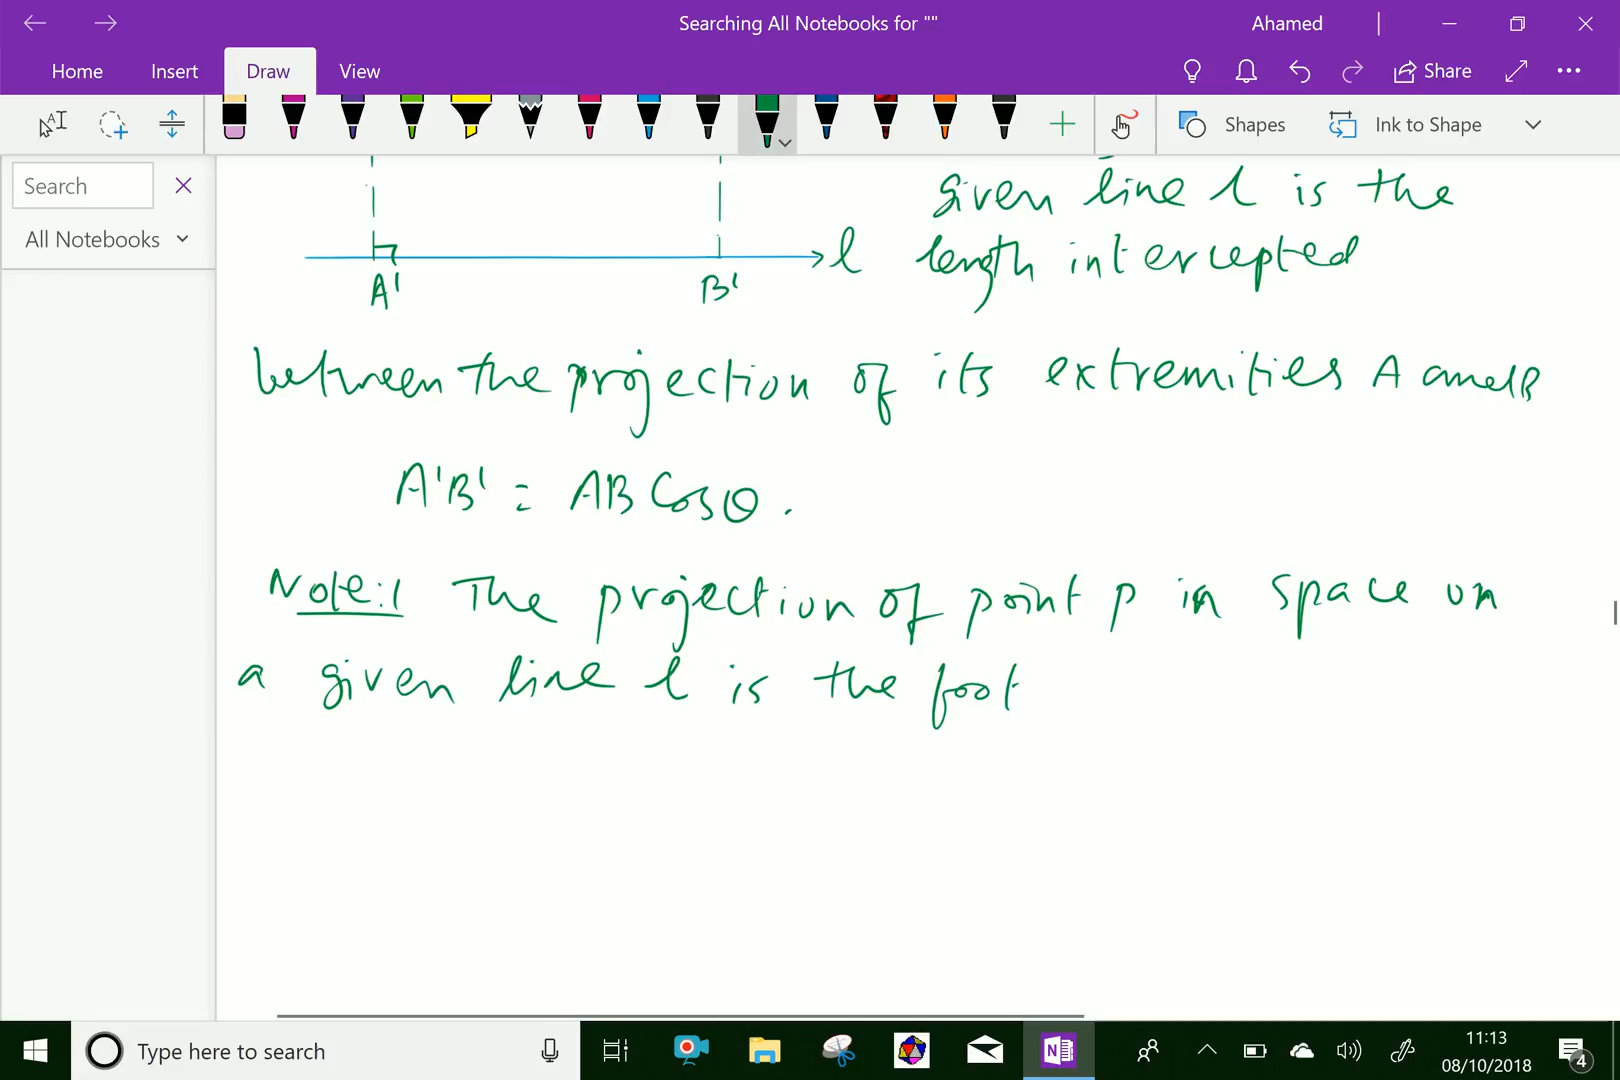 Searching All Notebooks for ""
Ahamed
Home Insert Draw View
Share
Shapes
Ink to Shape
Search
All Notebooks
given line l is the
l length intercepted
A' B'
between the projection of its extremities A and B
A'B' = AB Cosθ.
Note:1 The projection of point P in space on
a given line l is the foot
Type here to search
11:13
08/10/2018
4